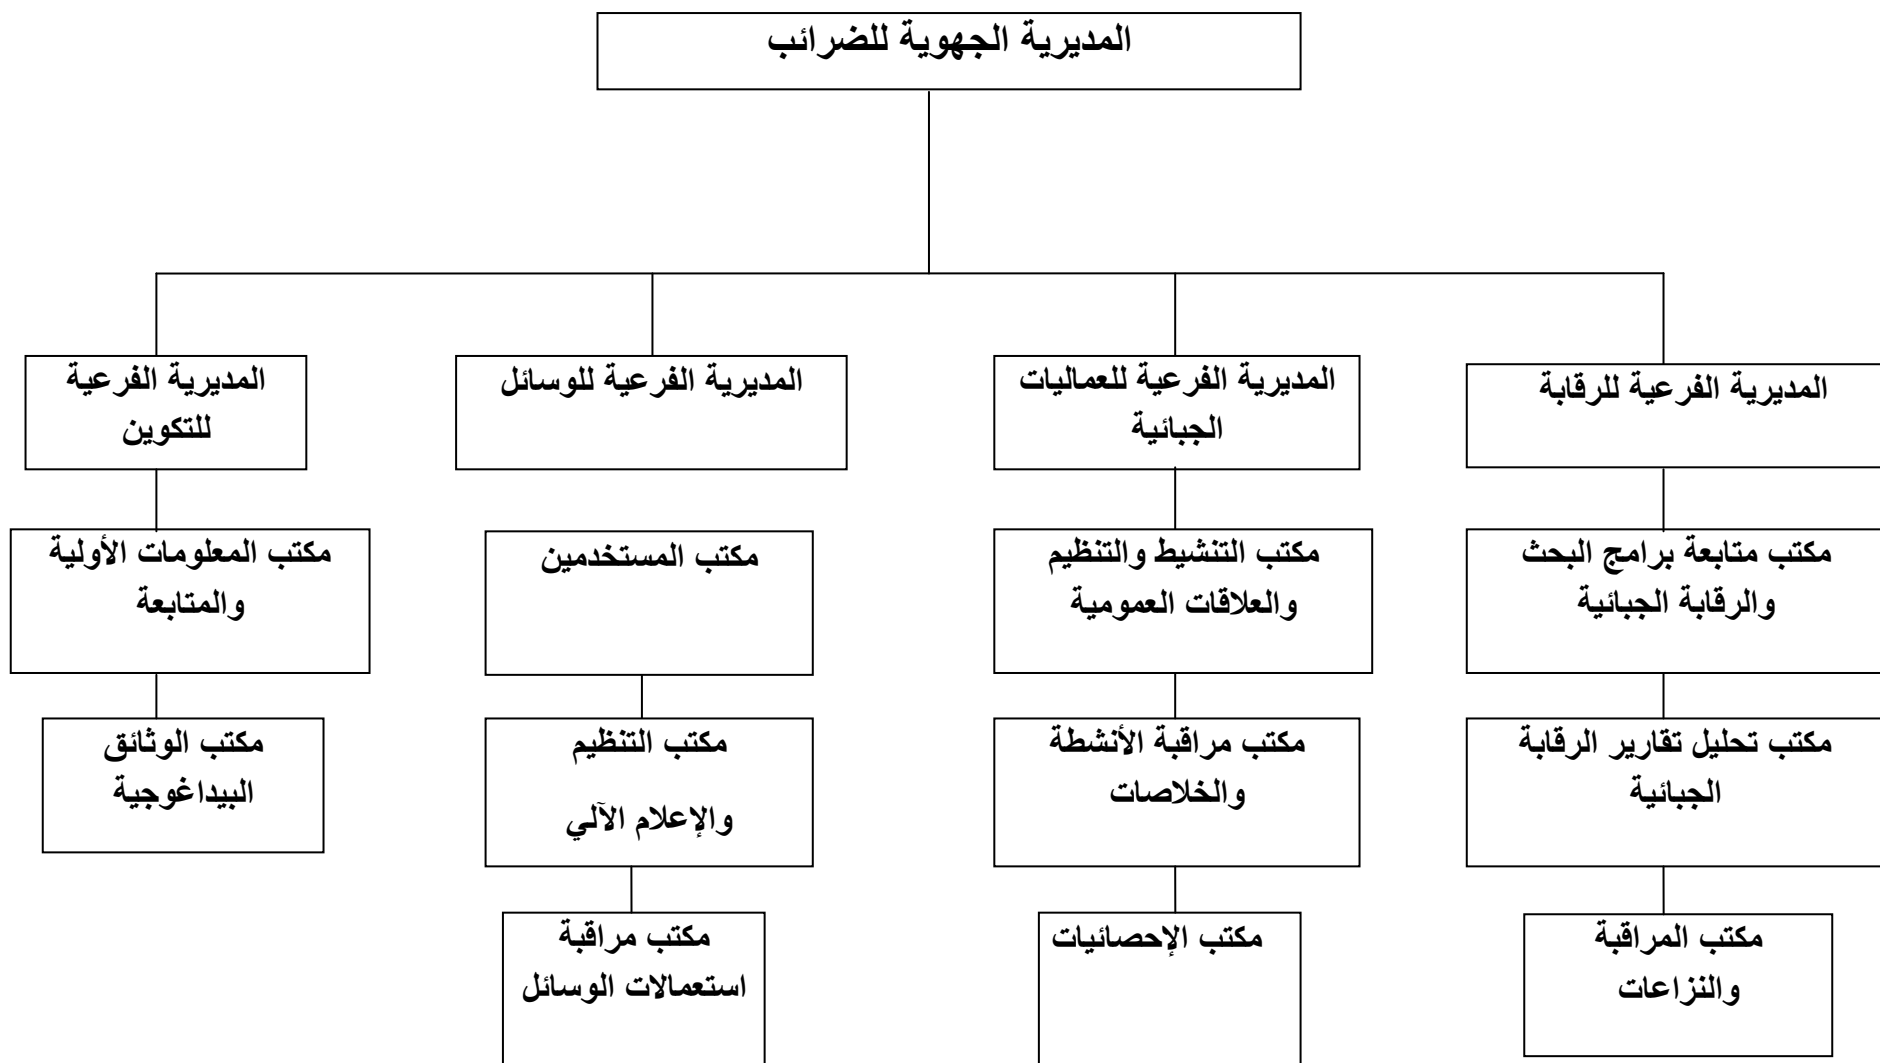 المديرية الجهوية للضرائب
المديرية الفرعية للرقابة
المديرية الفرعية للعماليات
الجبائية
المديرية الفرعية للوسائل
المديرية الفرعية
للتكوين
مكتب متابعة برامج البحث
والرقابة الجبائية
مكتب التنشيط والتنظيم
والعلاقات العمومية
مكتب المستخدمين
مكتب المعلومات الأولية
والمتابعة
مكتب تحليل تقارير الرقابة
الجبائية
مكتب مراقبة الأنشطة
والخلاصات
مكتب التنظيم
والإعلام الآلي
مكتب الوثائق
البيداغوجية
مكتب المراقبة
والنزاعات
مكتب الإحصائيات
مكتب مراقبة
استعمالات الوسائل